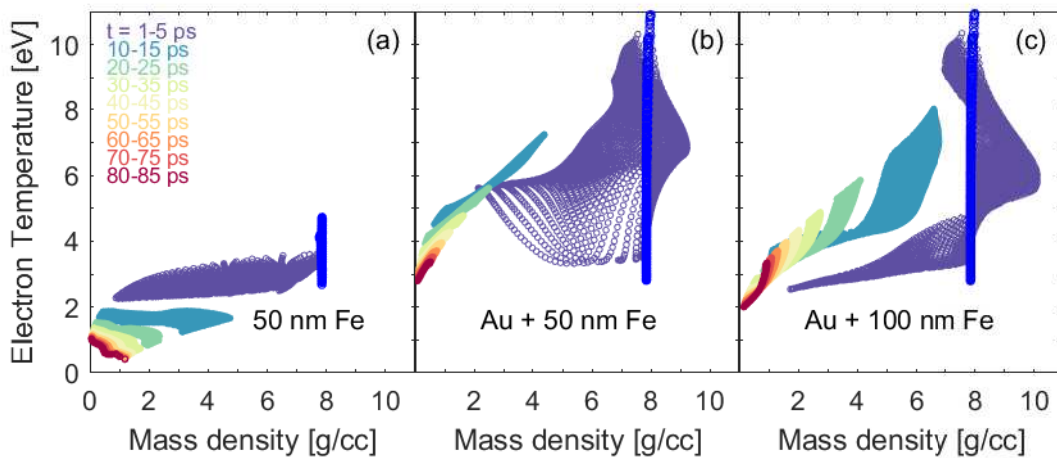 (a)
(b)
(c)
t = 1-5 ps
10-15 ps
20-25 ps
30-35 ps
40-45 ps
50-55 ps
60-65 ps
70-75 ps
80-85 ps
Electron Temperature [eV]
10
8
6
4
2
0
50 nm Fe
Au + 50 nm Fe
Au + 100 nm Fe
0 2 4 6 8 10
2 4 6 8 10
2 4 6 8 10
Mass density [g/cc]
Mass density [g/cc]
Mass density [g/cc]